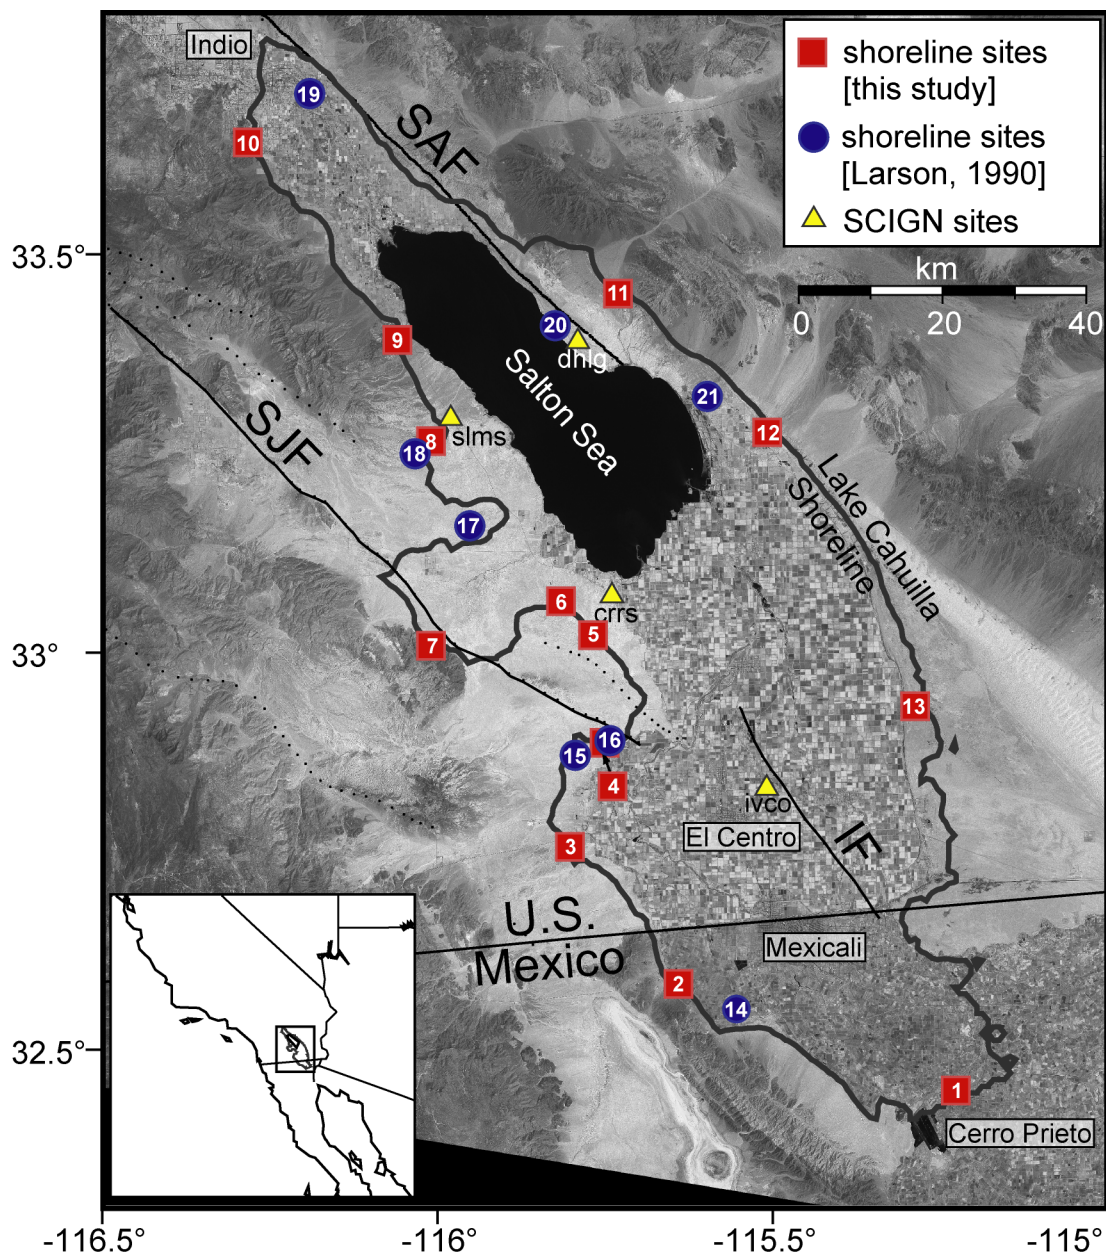 Indio
shoreline sites
[this study]
shoreline sites
[Larson, 1990]
SCIGN sites
km
0
20
40
19
10
SAF
33.5°
11
20
dhlg
9
Salton Sea
21
SJF
slms
8
18
12
17
Lake Cahuilla
Shoreline
6
crrs
5
33°
7
13
16
15
4
ivco
El Centro
3
IF
U.S.
Mexico
Mexicali
2
14
32.5°
1
Cerro Prieto
-116.5°
-116°
-115.5°
-115°